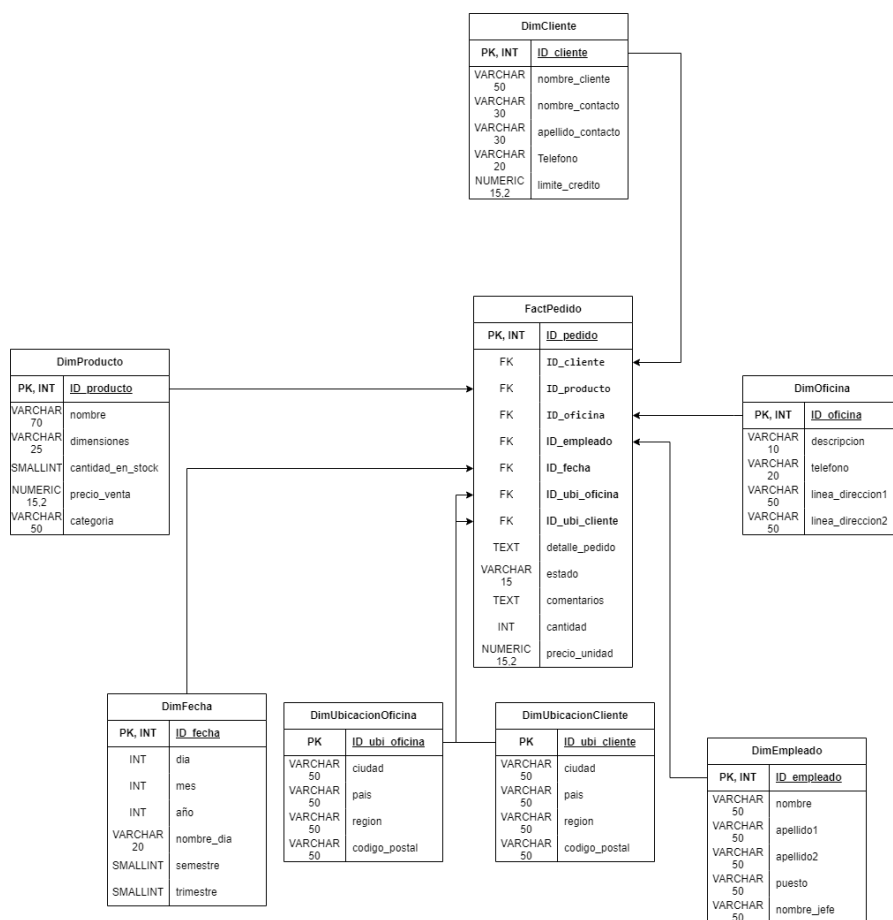 DimCliente
PK, INT ID_cliente
VARCHAR 50 nombre_cliente
VARCHAR 30 nombre_contacto
VARCHAR 30 apellido_contacto
VARCHAR 20 Telefono
NUMERIC 15,2 limite_credito
FactPedido
PK, INT ID_pedido
FK ID_cliente
FK ID_producto
FK ID_oficina
FK ID_empleado
FK ID_fecha
FK ID_ubi_oficina
FK ID_ubi_cliente
TEXT detalle_pedido
VARCHAR 15 estado
TEXT comentarios
INT cantidad
NUMERIC 15,2 precio_unidad
DimProducto
PK, INT ID_producto
VARCHAR 70 nombre
VARCHAR 25 dimensiones
SMALLINT cantidad_en_stock
NUMERIC 15,2 precio_venta
VARCHAR 50 categoria
DimOficina
PK, INT ID_oficina
VARCHAR 10 descripcion
VARCHAR 20 telefono
VARCHAR 50 linea_direccion1
VARCHAR 50 linea_direccion2
DimFecha
PK, INT ID_fecha
INT dia
INT mes
INT año
VARCHAR 20 nombre_dia
SMALLINT semestre
SMALLINT trimestre
DimUbicacionOficina
PK ID_ubi_oficina
VARCHAR 50 ciudad
VARCHAR 50 pais
VARCHAR 50 region
VARCHAR 50 codigo_postal
DimUbicacionCliente
PK ID_ubi_cliente
VARCHAR 50 ciudad
VARCHAR 50 pais
VARCHAR 50 region
VARCHAR 50 codigo_postal
DimEmpleado
PK, INT ID_empleado
VARCHAR 50 nombre
VARCHAR 50 apellido1
VARCHAR 50 apellido2
VARCHAR 50 puesto
VARCHAR 50 nombre_jefe